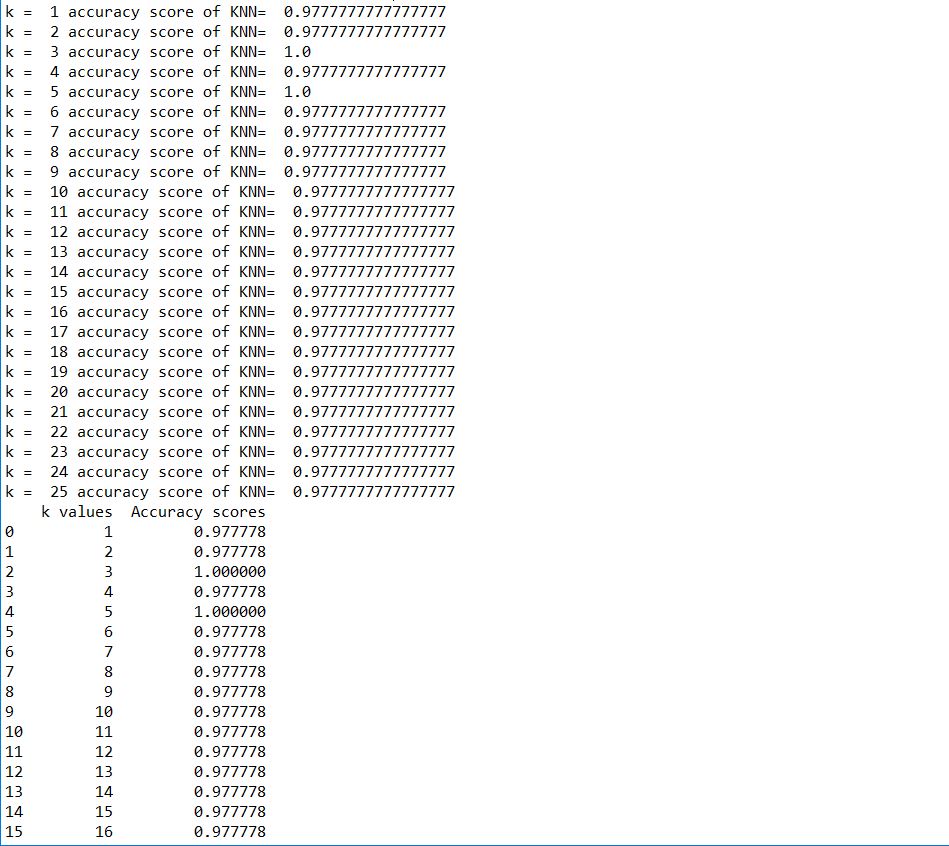 k =  1 accuracy score of KNN=  0.9777777777777777
k =  2 accuracy score of KNN=  0.9777777777777777
k =  3 accuracy score of KNN=  1.0
k =  4 accuracy score of KNN=  0.9777777777777777
k =  5 accuracy score of KNN=  1.0
k =  6 accuracy score of KNN=  0.9777777777777777
k =  7 accuracy score of KNN=  0.9777777777777777
k =  8 accuracy score of KNN=  0.9777777777777777
k =  9 accuracy score of KNN=  0.9777777777777777
k =  10 accuracy score of KNN=  0.9777777777777777
k =  11 accuracy score of KNN=  0.9777777777777777
k =  12 accuracy score of KNN=  0.9777777777777777
k =  13 accuracy score of KNN=  0.9777777777777777
k =  14 accuracy score of KNN=  0.9777777777777777
k =  15 accuracy score of KNN=  0.9777777777777777
k =  16 accuracy score of KNN=  0.9777777777777777
k =  17 accuracy score of KNN=  0.9777777777777777
k =  18 accuracy score of KNN=  0.9777777777777777
k =  19 accuracy score of KNN=  0.9777777777777777
k =  20 accuracy score of KNN=  0.9777777777777777
k =  21 accuracy score of KNN=  0.9777777777777777
k =  22 accuracy score of KNN=  0.9777777777777777
k =  23 accuracy score of KNN=  0.9777777777777777
k =  24 accuracy score of KNN=  0.9777777777777777
k =  25 accuracy score of KNN=  0.9777777777777777
    k values  Accuracy scores
0          1         0.977778
1          2         0.977778
2          3         1.000000
3          4         0.977778
4          5         1.000000
5          6         0.977778
6          7         0.977778
7          8         0.977778
8          9         0.977778
9         10         0.977778
10        11         0.977778
11        12         0.977778
12        13         0.977778
13        14         0.977778
14        15         0.977778
15        16         0.977778